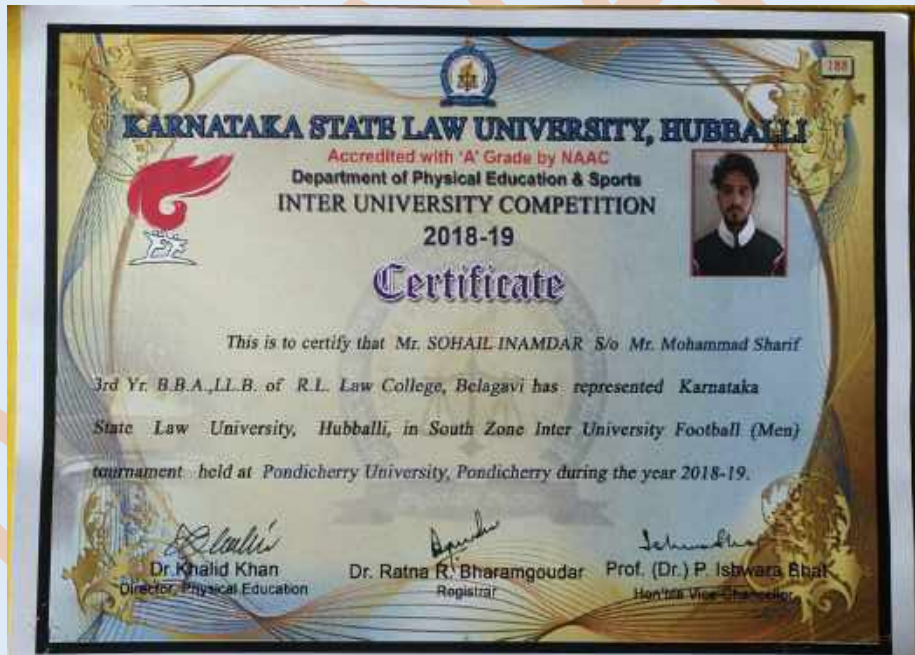 188
KARNATAKA STATE LAW UNIVERSITY, HUBBALLI
Accredited with 'A' Grade by NAAC
Department of Physical Education & Sports
INTER UNIVERSITY COMPETITION
2018-19
Certificate
This is to certify that Mr. SOHAIL INAMDAR S/o Mr. Mohammad Sharif
3rd Yr. B.B.A.,LL.B. of R.L. Law College, Belagavi has represented Karnataka
State Law University, Hubballi, in South Zone Inter University Football (Men)
tournament held at Pondicherry University, Pondicherry during the year 2018-19.
Dr.Khalid Khan
Dr. Ratna R. Bharamgoudar
Prof. (Dr.) P. Ishwara Bhat
Director, Physical Education
Registrar
Hon'ble Vice-Chancellor